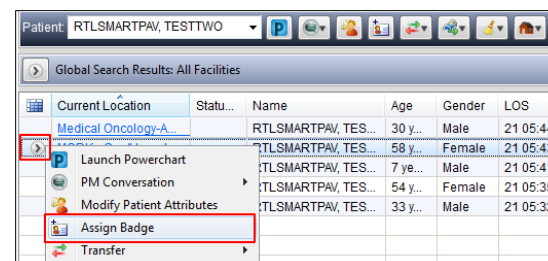 Patient: RTLSMARTPAV, TESTTWO
Global Search Results: All Facilities
Current Location Statu... Name Age Gender LOS
Medical Oncology-A... RTLSMARTPAV, TES... 30 y... Male 21 05:4
RTLSMARTPAV, TES... 58 y... Female 21 05:4
RTLSMARTPAV, TES... 7 ye... Male 21 05:4
RTLSMARTPAV, TES... 54 y... Female 21 05:3
RTLSMARTPAV, TES... 33 y... Male 21 05:3
Launch Powerchart
PM Conversation
Modify Patient Attributes
Assign Badge
Transfer